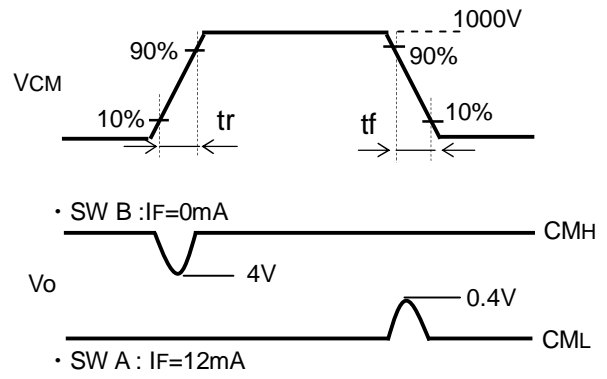 1000V
90%
90%
VCM
10%
10%
tr
tf
・SW B :IF=0mA
CMH
4V
Vo
0.4V
CML
・SW A : IF=12mA